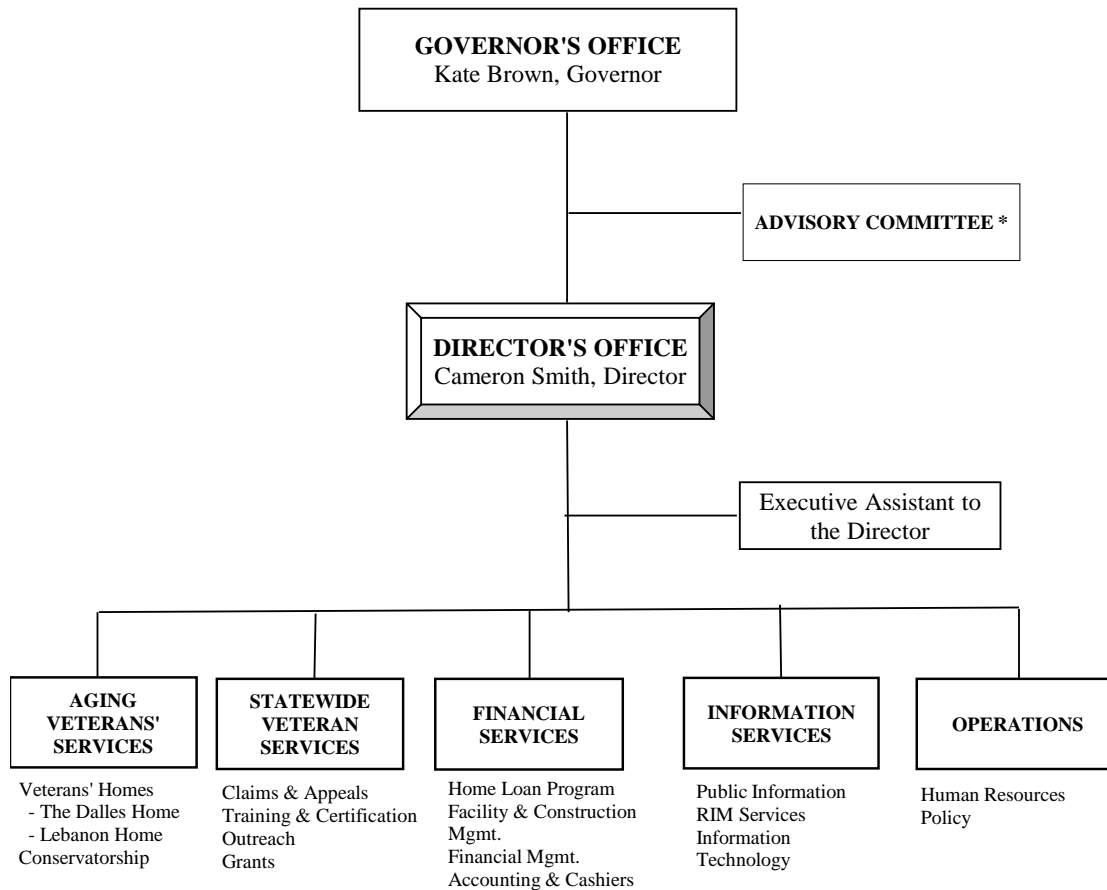 GOVERNOR'S OFFICE
Kate Brown, Governor
ADVISORY COMMITTEE *
DIRECTOR'S OFFICE
Cameron Smith, Director
Executive Assistant to
the Director
AGING
VETERANS'
SERVICES
Veterans' Homes
- The Dalles Home
- Lebanon Home
Conservatorship
STATEWIDE
VETERAN
SERVICES
Claims & Appeals
Training & Certification
Outreach
Grants
FINANCIAL
SERVICES
Home Loan Program
Facility & Construction
Mgmt.
Financial Mgmt.
Accounting & Cashiers
INFORMATION
SERVICES
Public Information
RIM Services
Information
Technology
OPERATIONS
Human Resources
Policy